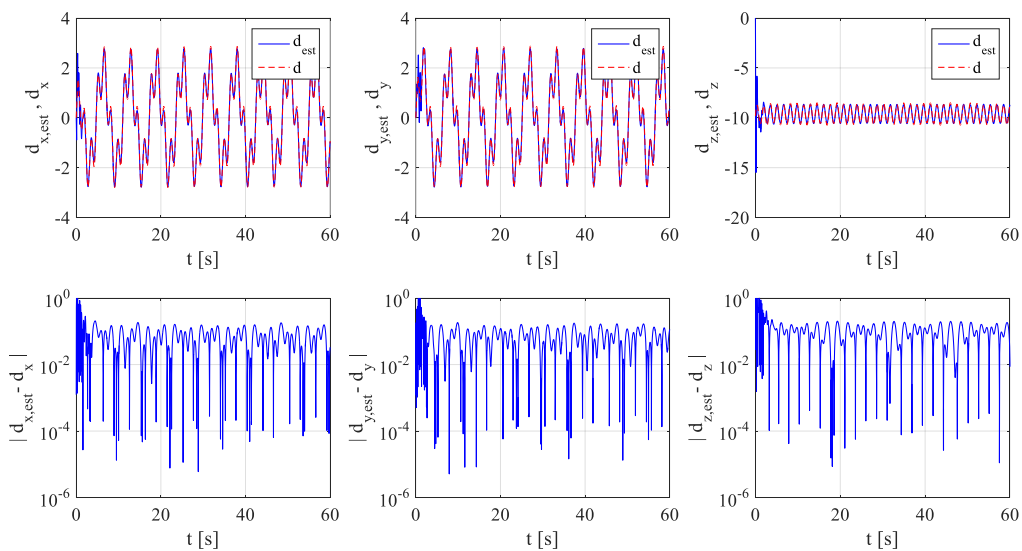 4
2
0
-2
-4
0
20
40
60
t [s]
d_x,est , d_x
d_est
d
4
2
0
-2
-4
0
20
40
60
t [s]
d_y,est , d_y
d_est
d
0
-5
-10
-15
-20
0
20
40
60
t [s]
d_z,est , d_z
d_est
d
10^0
10^-2
10^-4
10^-6
0
20
40
60
t [s]
| d_x,est - d_x |
10^0
10^-2
10^-4
10^-6
0
20
40
60
t [s]
| d_y,est - d_y |
10^0
10^-2
10^-4
10^-6
0
20
40
60
t [s]
| d_z,est - d_z |